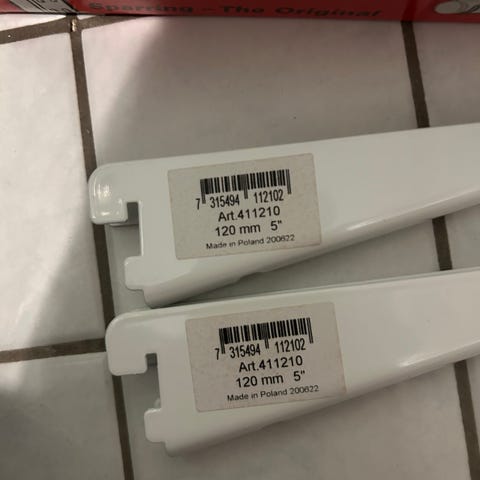 Sparring - The Original
7 315494 112102
Art.411210
120 mm 5"
Made in Poland 200622
7 315494 112102
Art.411210
120 mm 5"
Made in Poland 200622